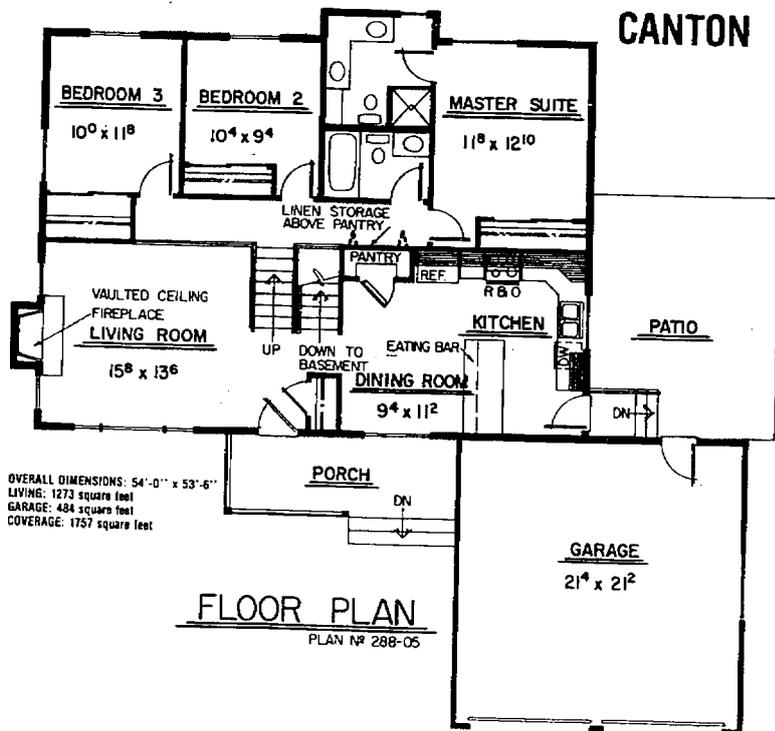 CANTON
BEDROOM 3
10⁰ x 11⁸
BEDROOM 2
10⁴ x 9⁴
MASTER SUITE
11⁸ x 12¹⁰
LINEN STORAGE
ABOVE PANTRY
PANTRY
REF.
R&O
VAULTED CEILING
FIREPLACE
LIVING ROOM
15⁸ x 13⁶
UP
DOWN TO
BASEMENT
EATING BAR
KITCHEN
DW
DINING ROOM
9⁴ x 11²
PATIO
DN
PORCH
DN
OVERALL DIMENSIONS: 54'-0" x 53'-6"
LIVING: 1273 square feet
GARAGE: 484 square feet
COVERAGE: 1757 square feet
GARAGE
21⁴ x 21²
FLOOR PLAN
PLAN Nº 288-05